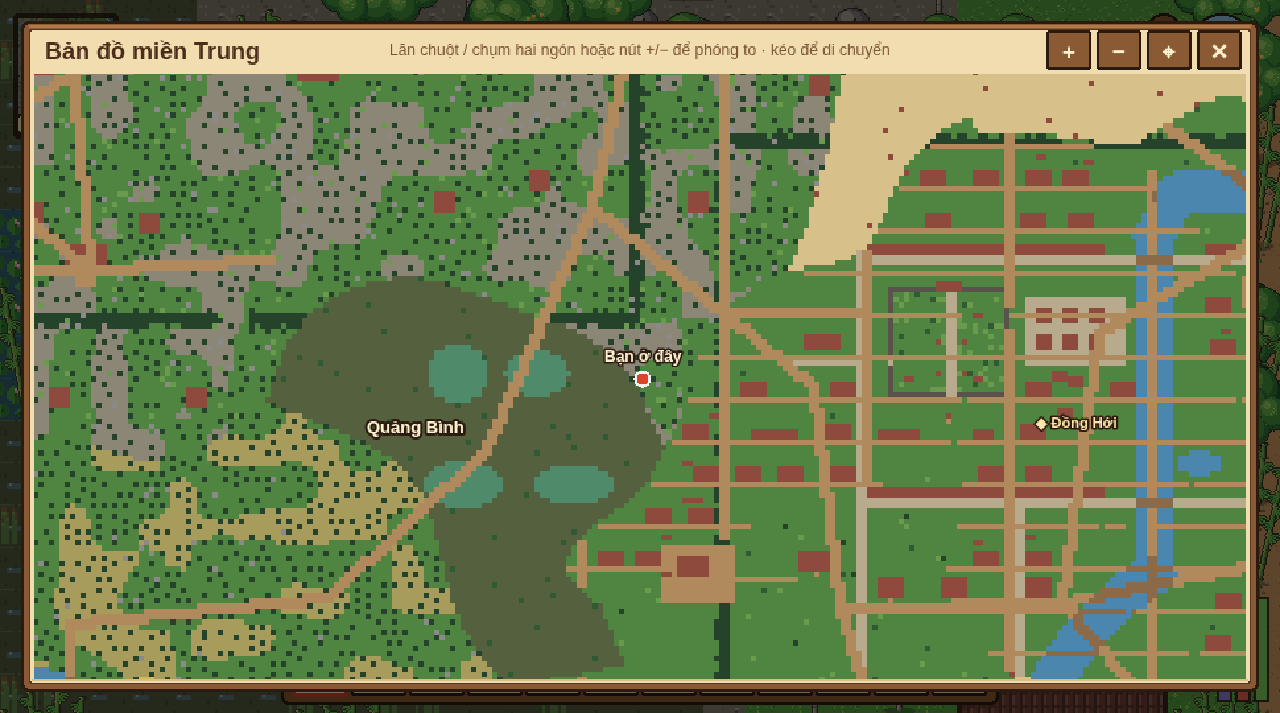 Bản đồ miền Trung
Lăn chuột / chụm hai ngón hoặc nút +/− để phóng to · kéo để di chuyển
Bạn ở đây
Quảng Bình
Đồng Hới